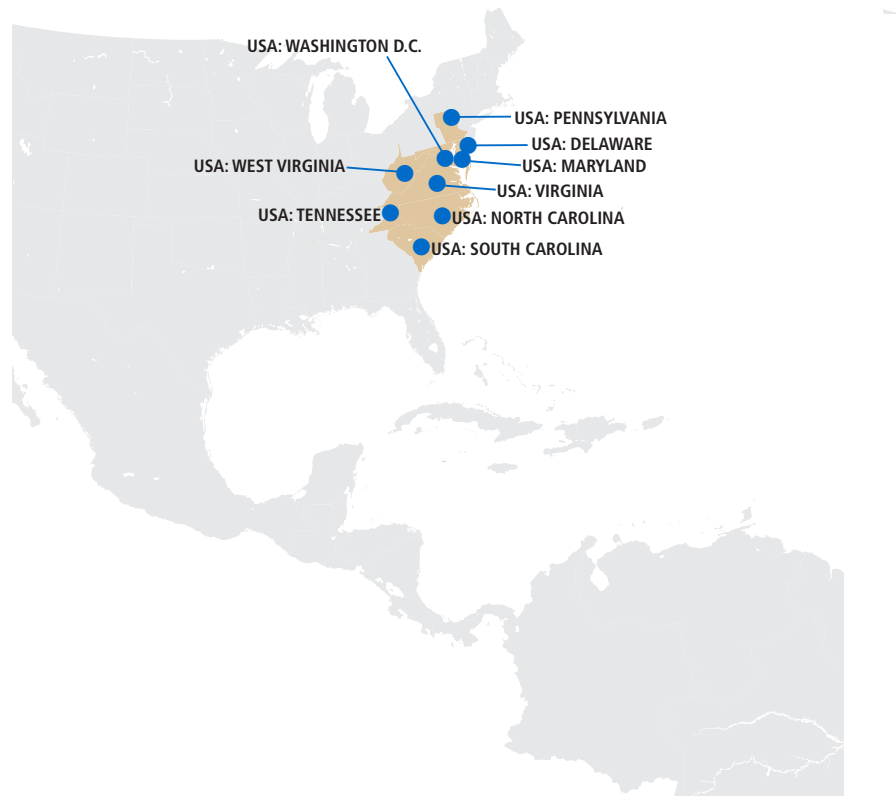 USA: WASHINGTON D.C.
USA: PENNSYLVANIA
USA: DELAWARE
USA: MARYLAND
USA: WEST VIRGINIA
USA: VIRGINIA
USA: TENNESSEE
USA: NORTH CAROLINA
USA: SOUTH CAROLINA